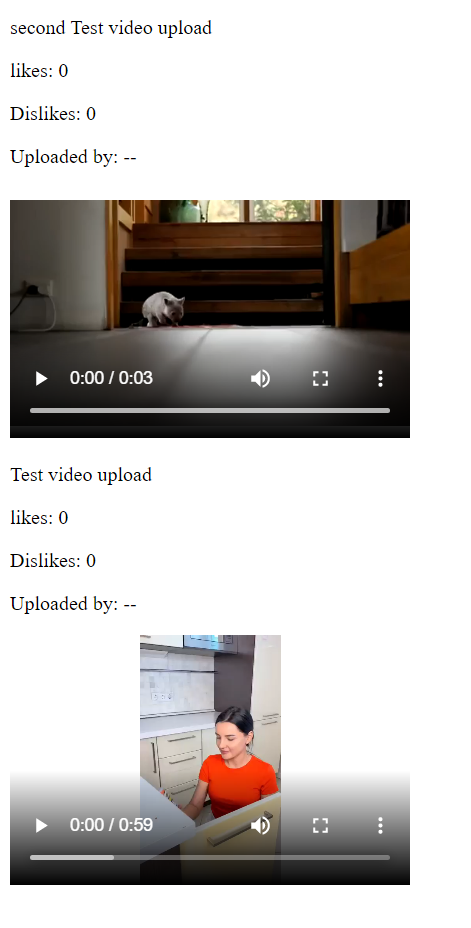 second Test video upload
likes: 0
Dislikes: 0
Uploaded by: --
0:00 / 0:03
Test video upload
likes: 0
Dislikes: 0
Uploaded by: --
0:00 / 0:59